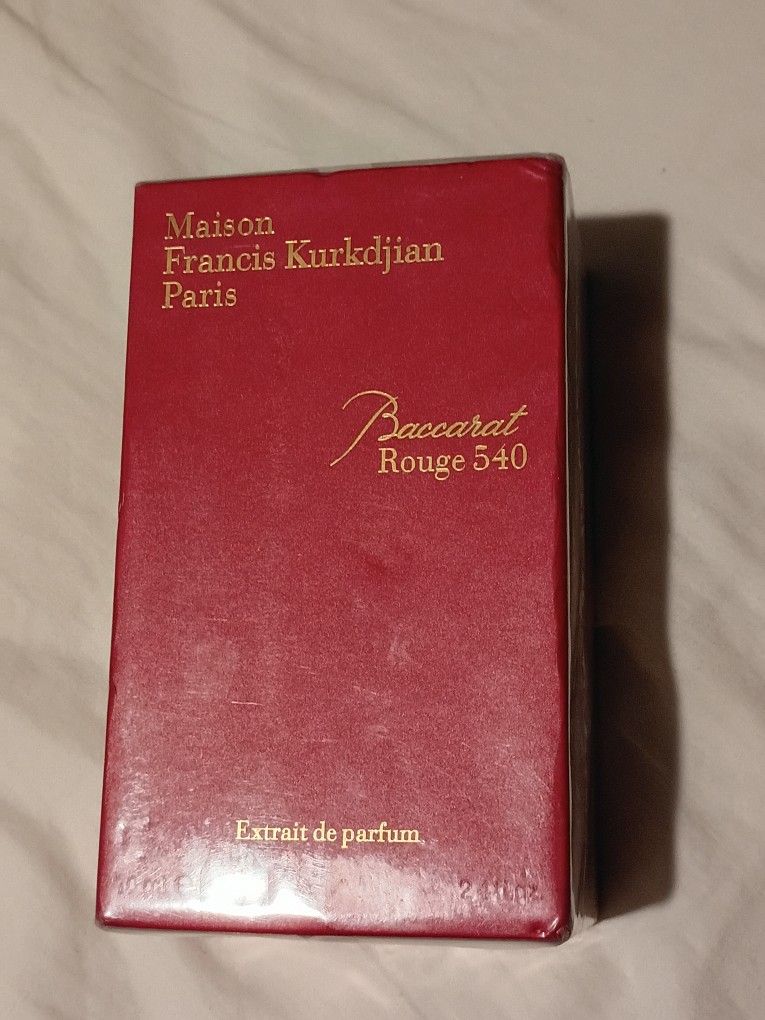 Maison
Francis Kurkdjian
Paris
Baccarat
Rouge 540
Extrait de parfum